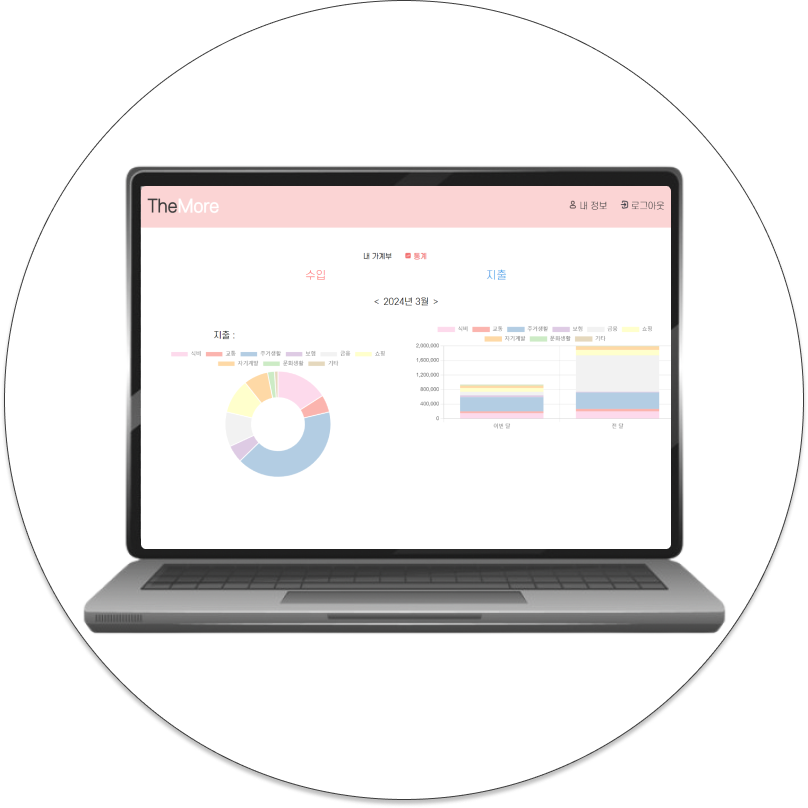 TheMore
내 정보 로그아웃
내 가계부 통계
수입 지출
< 2024년 3월 >
지출 :
식비 교통 주거생활 보험 금융 쇼핑
자기계발 문화생활 기타
식비 교통 주거생활 보험 금융 쇼핑
자기계발 문화생활 기타
2,000,000
1,600,000
1,200,000
800,000
400,000
0
이번 달 전 달